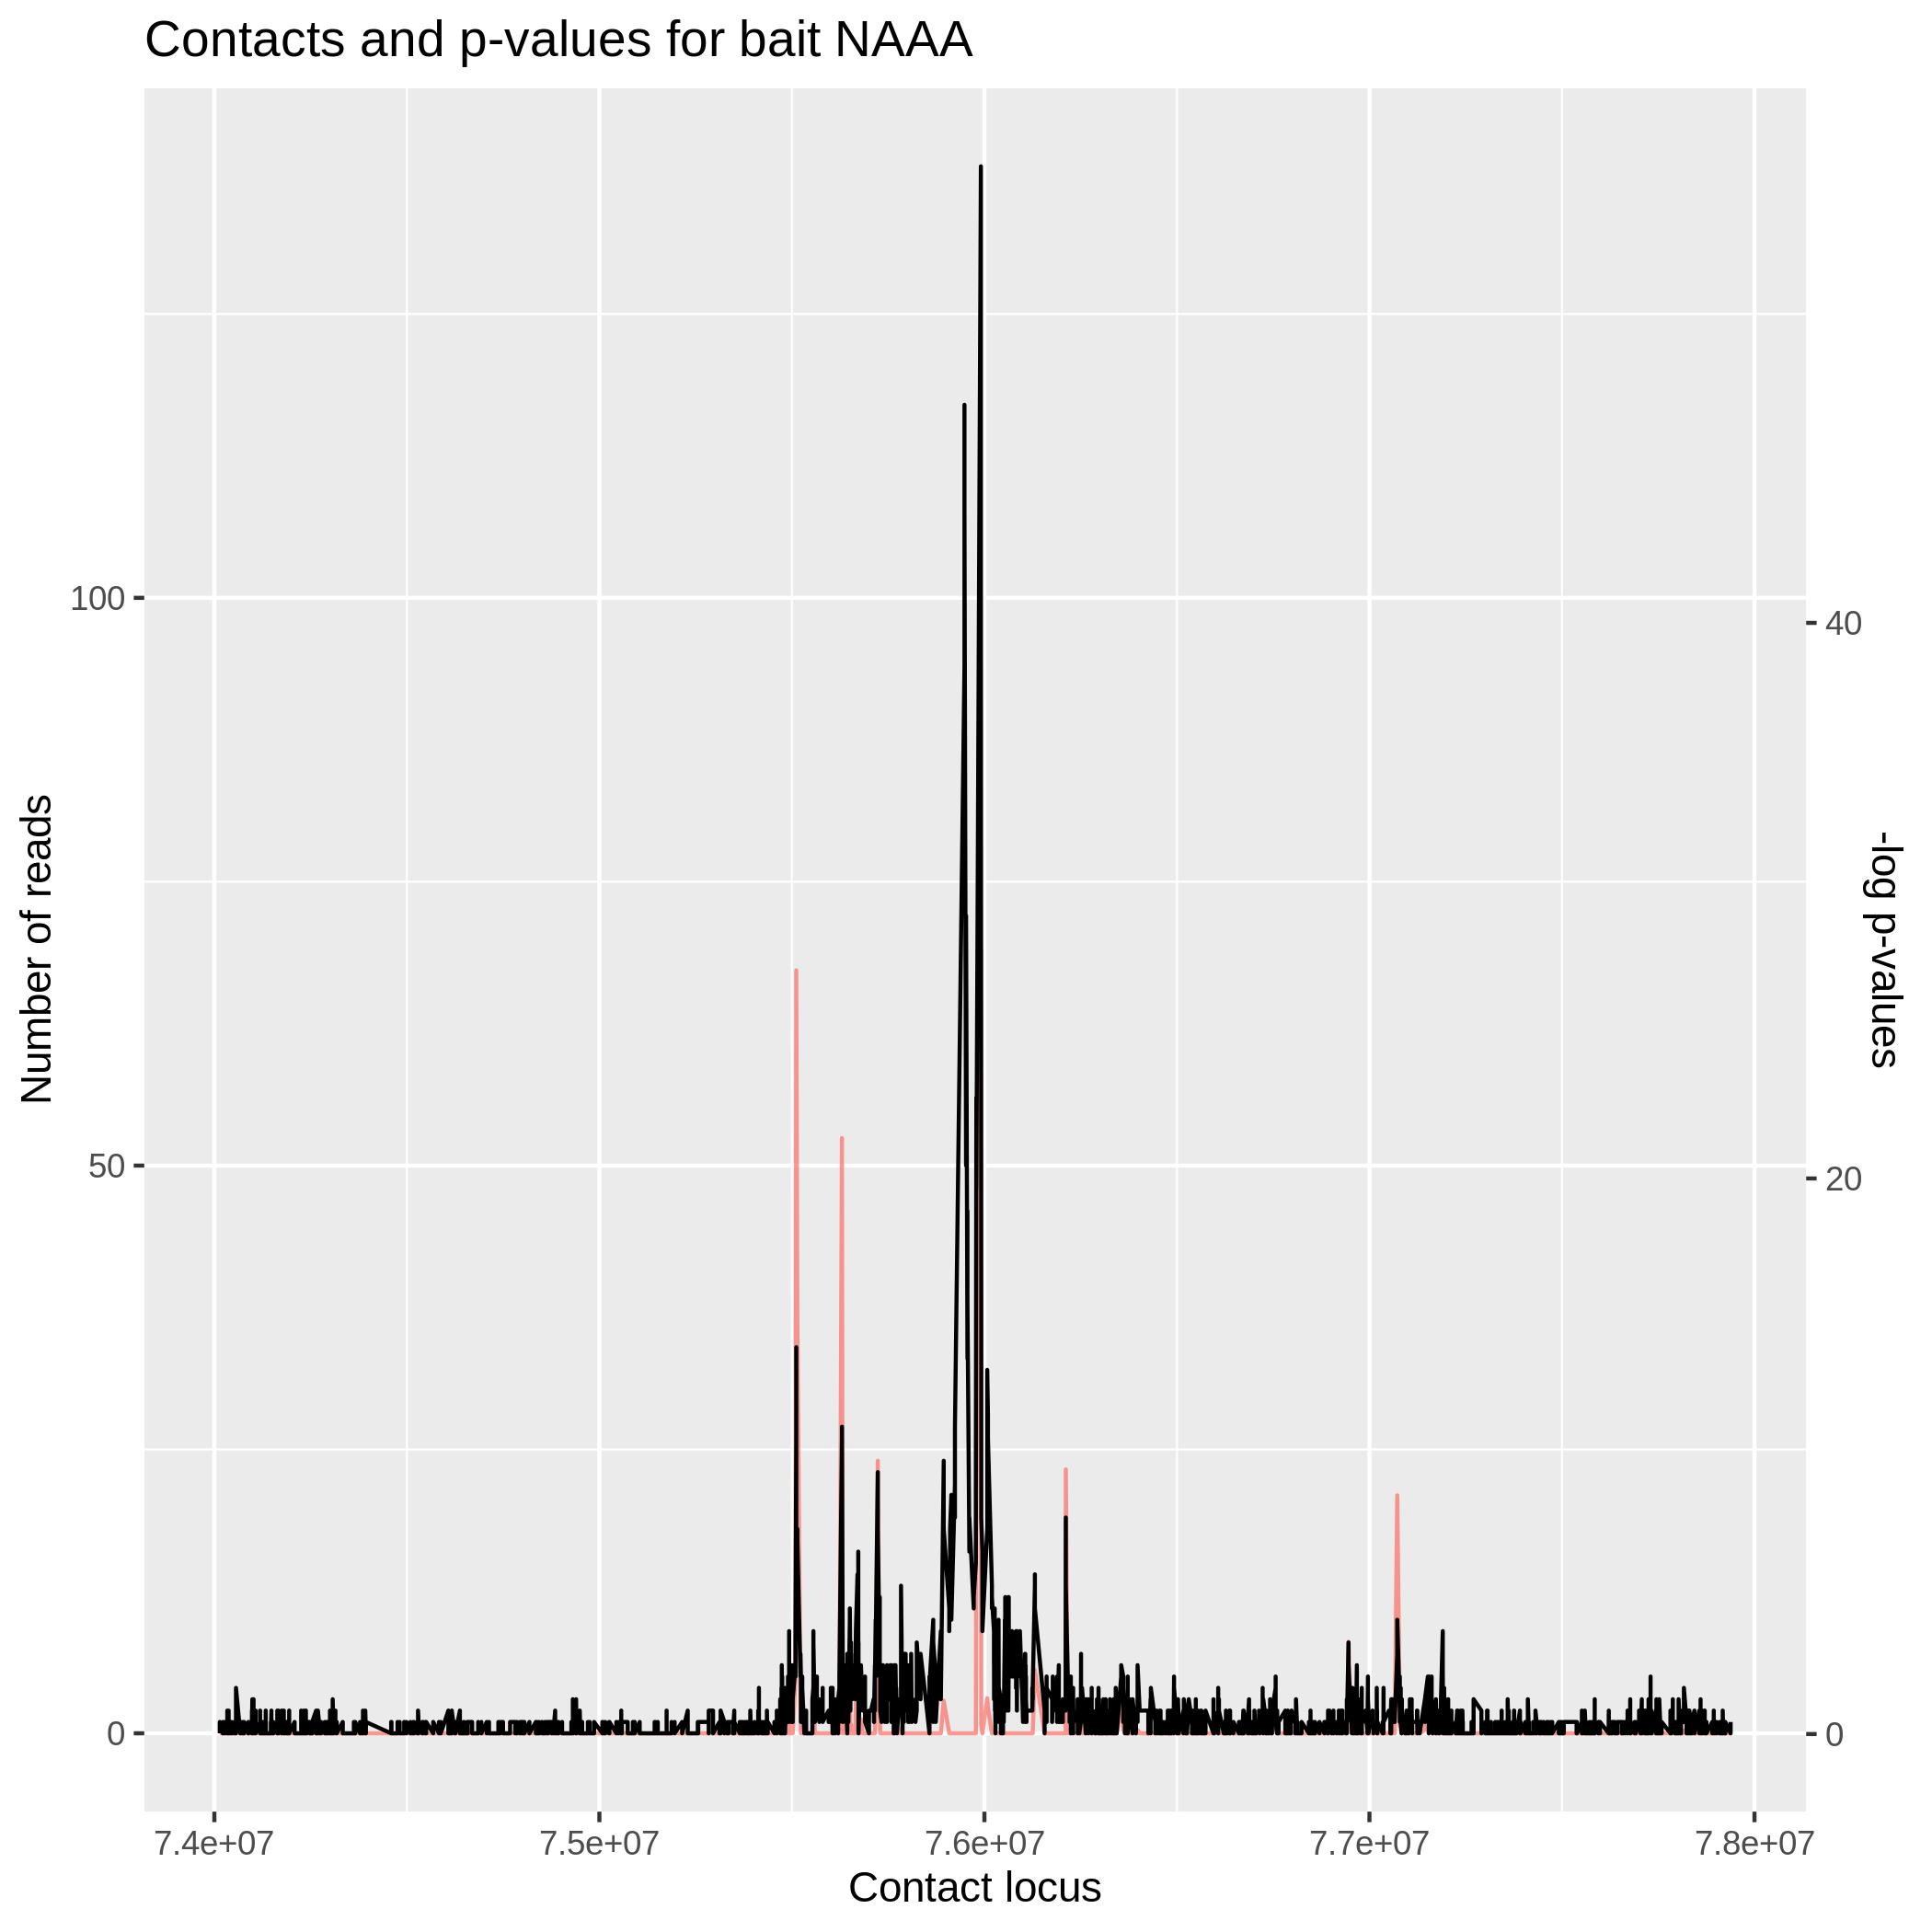 Contacts and p-values for bait NAAA
Number of reads
100
50
0
40
20
0
-log p-values
7.4e+07
7.5e+07
7.6e+07
7.7e+07
7.8e+07
Contact locus